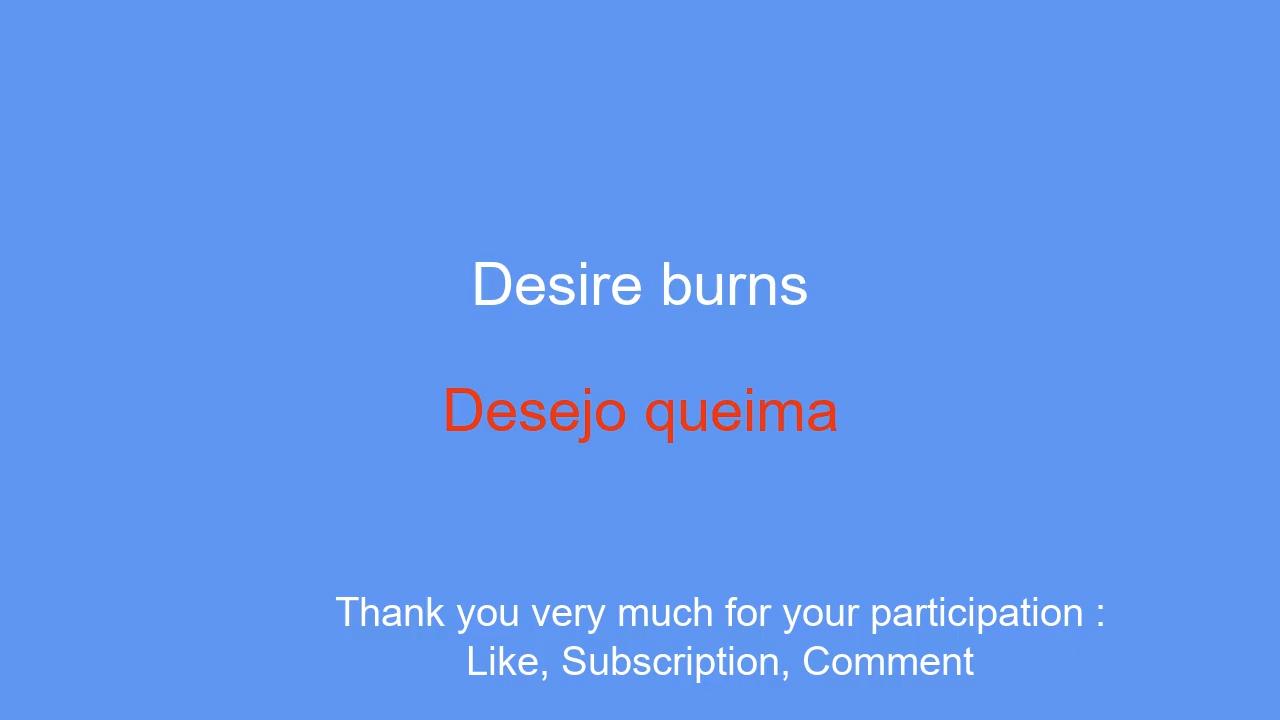 Desire burns
Desejo queima
Thank you very much for your participation :
Like, Subscription, Comment